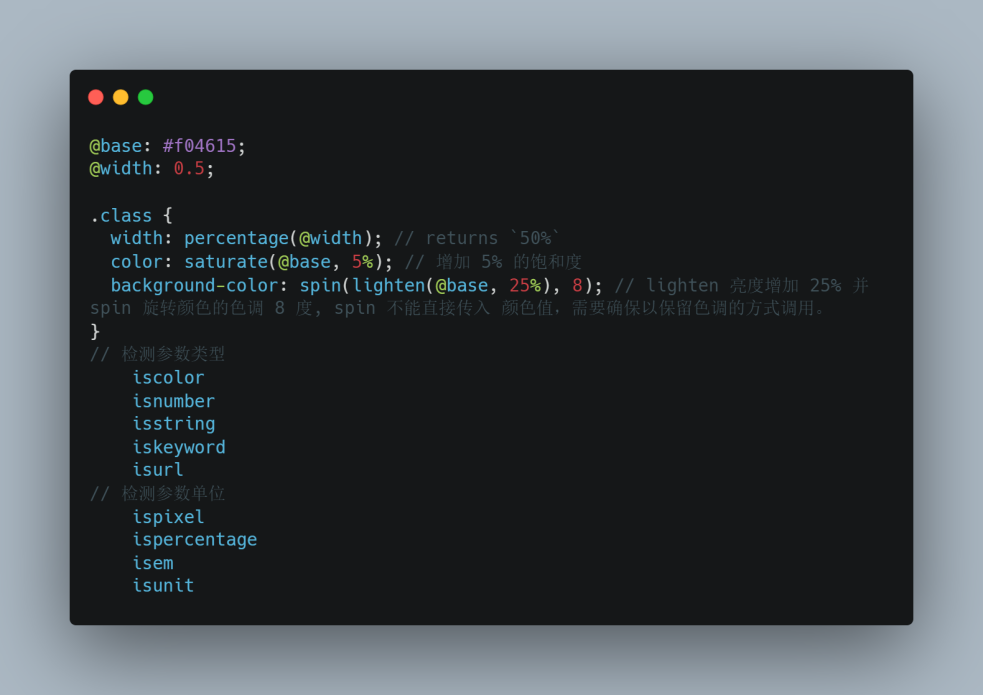 @base: #f04615;
@width: 0.5;

.class {
  width: percentage(@width); // returns `50%`
  color: saturate(@base, 5%); // 增加 5% 的饱和度
  background-color: spin(lighten(@base, 25%), 8); // lighten 亮度增加 25% 并
spin 旋转颜色的色调 8 度, spin 不能直接传入 颜色值，需要确保以保留色调的方式调用。
}
// 检测参数类型
    iscolor
    isnumber
    isstring
    iskeyword
    isurl
// 检测参数单位
    ispixel
    ispercentage
    isem
    isunit